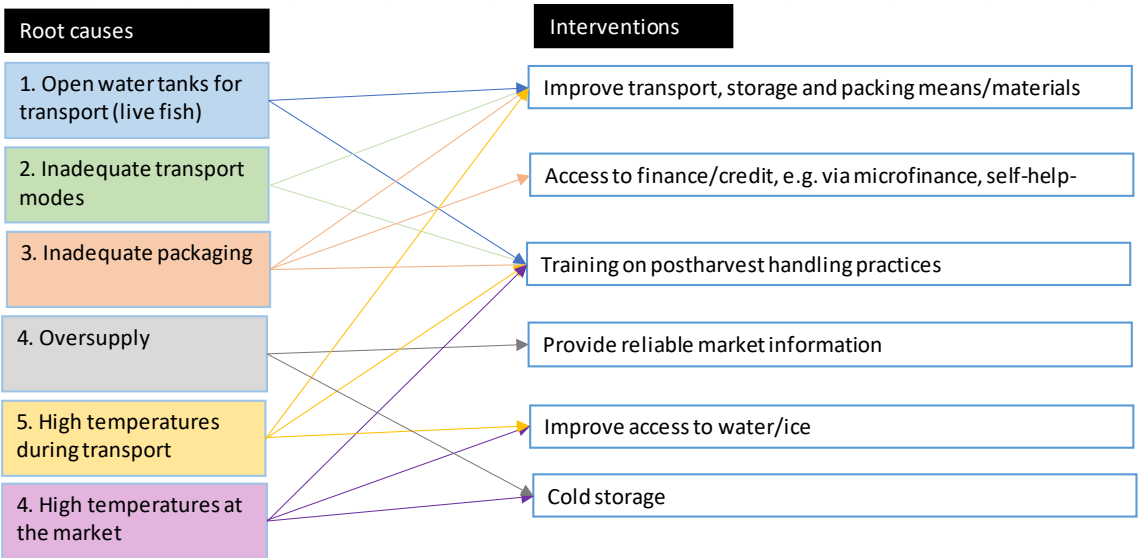 Root causes
Interventions
1. Open water tanks for
transport (live fish)
Improve transport, storage and packing means/materials
2. Inadequate transport
modes
Access to finance/credit, e.g. via microfinance, self-help-
3. Inadequate packaging
Training on postharvest handling practices
4. Oversupply
Provide reliable market information
5. High temperatures
during transport
Improve access to water/ice
4. High temperatures at
the market
Cold storage